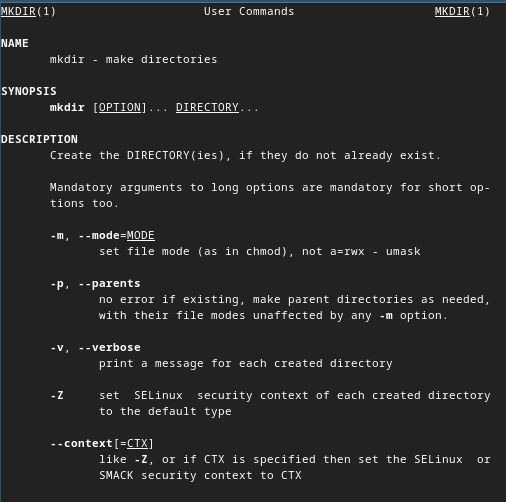 MKDIR(1) User Commands MKDIR(1)
NAME
mkdir - make directories
SYNOPSIS
mkdir [OPTION]... DIRECTORY...
DESCRIPTION
Create the DIRECTORY(ies), if they do not already exist.
Mandatory arguments to long options are mandatory for short op-
tions too.
-m, --mode=MODE
set file mode (as in chmod), not a=rwx - umask
-p, --parents
no error if existing, make parent directories as needed,
with their file modes unaffected by any -m option.
-v, --verbose
print a message for each created directory
-Z set SELinux security context of each created directory
to the default type
--context[=CTX]
like -Z, or if CTX is specified then set the SELinux or
SMACK security context to CTX